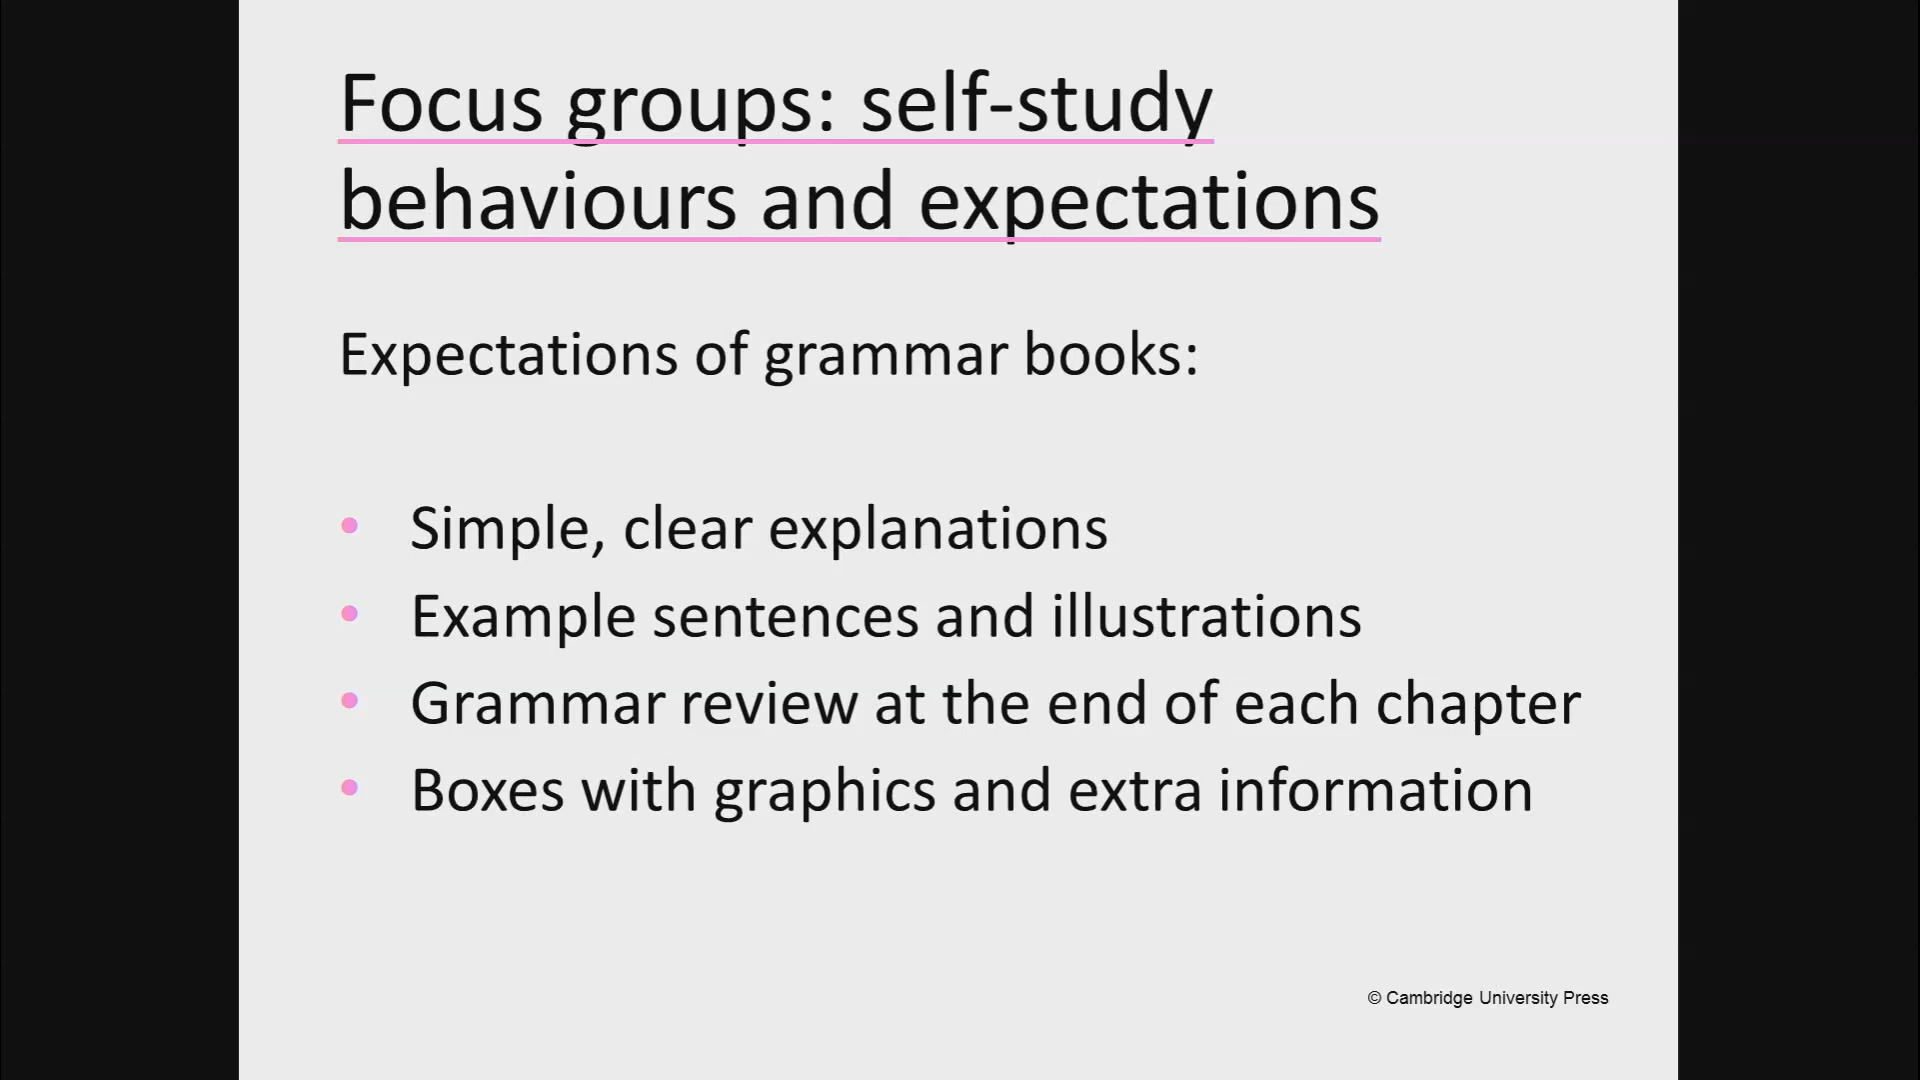 Focus groups: self-study
behaviours and expectations
Expectations of grammar books:
• Simple, clear explanations
• Example sentences and illustrations
• Grammar review at the end of each chapter
• Boxes with graphics and extra information
© Cambridge University Press